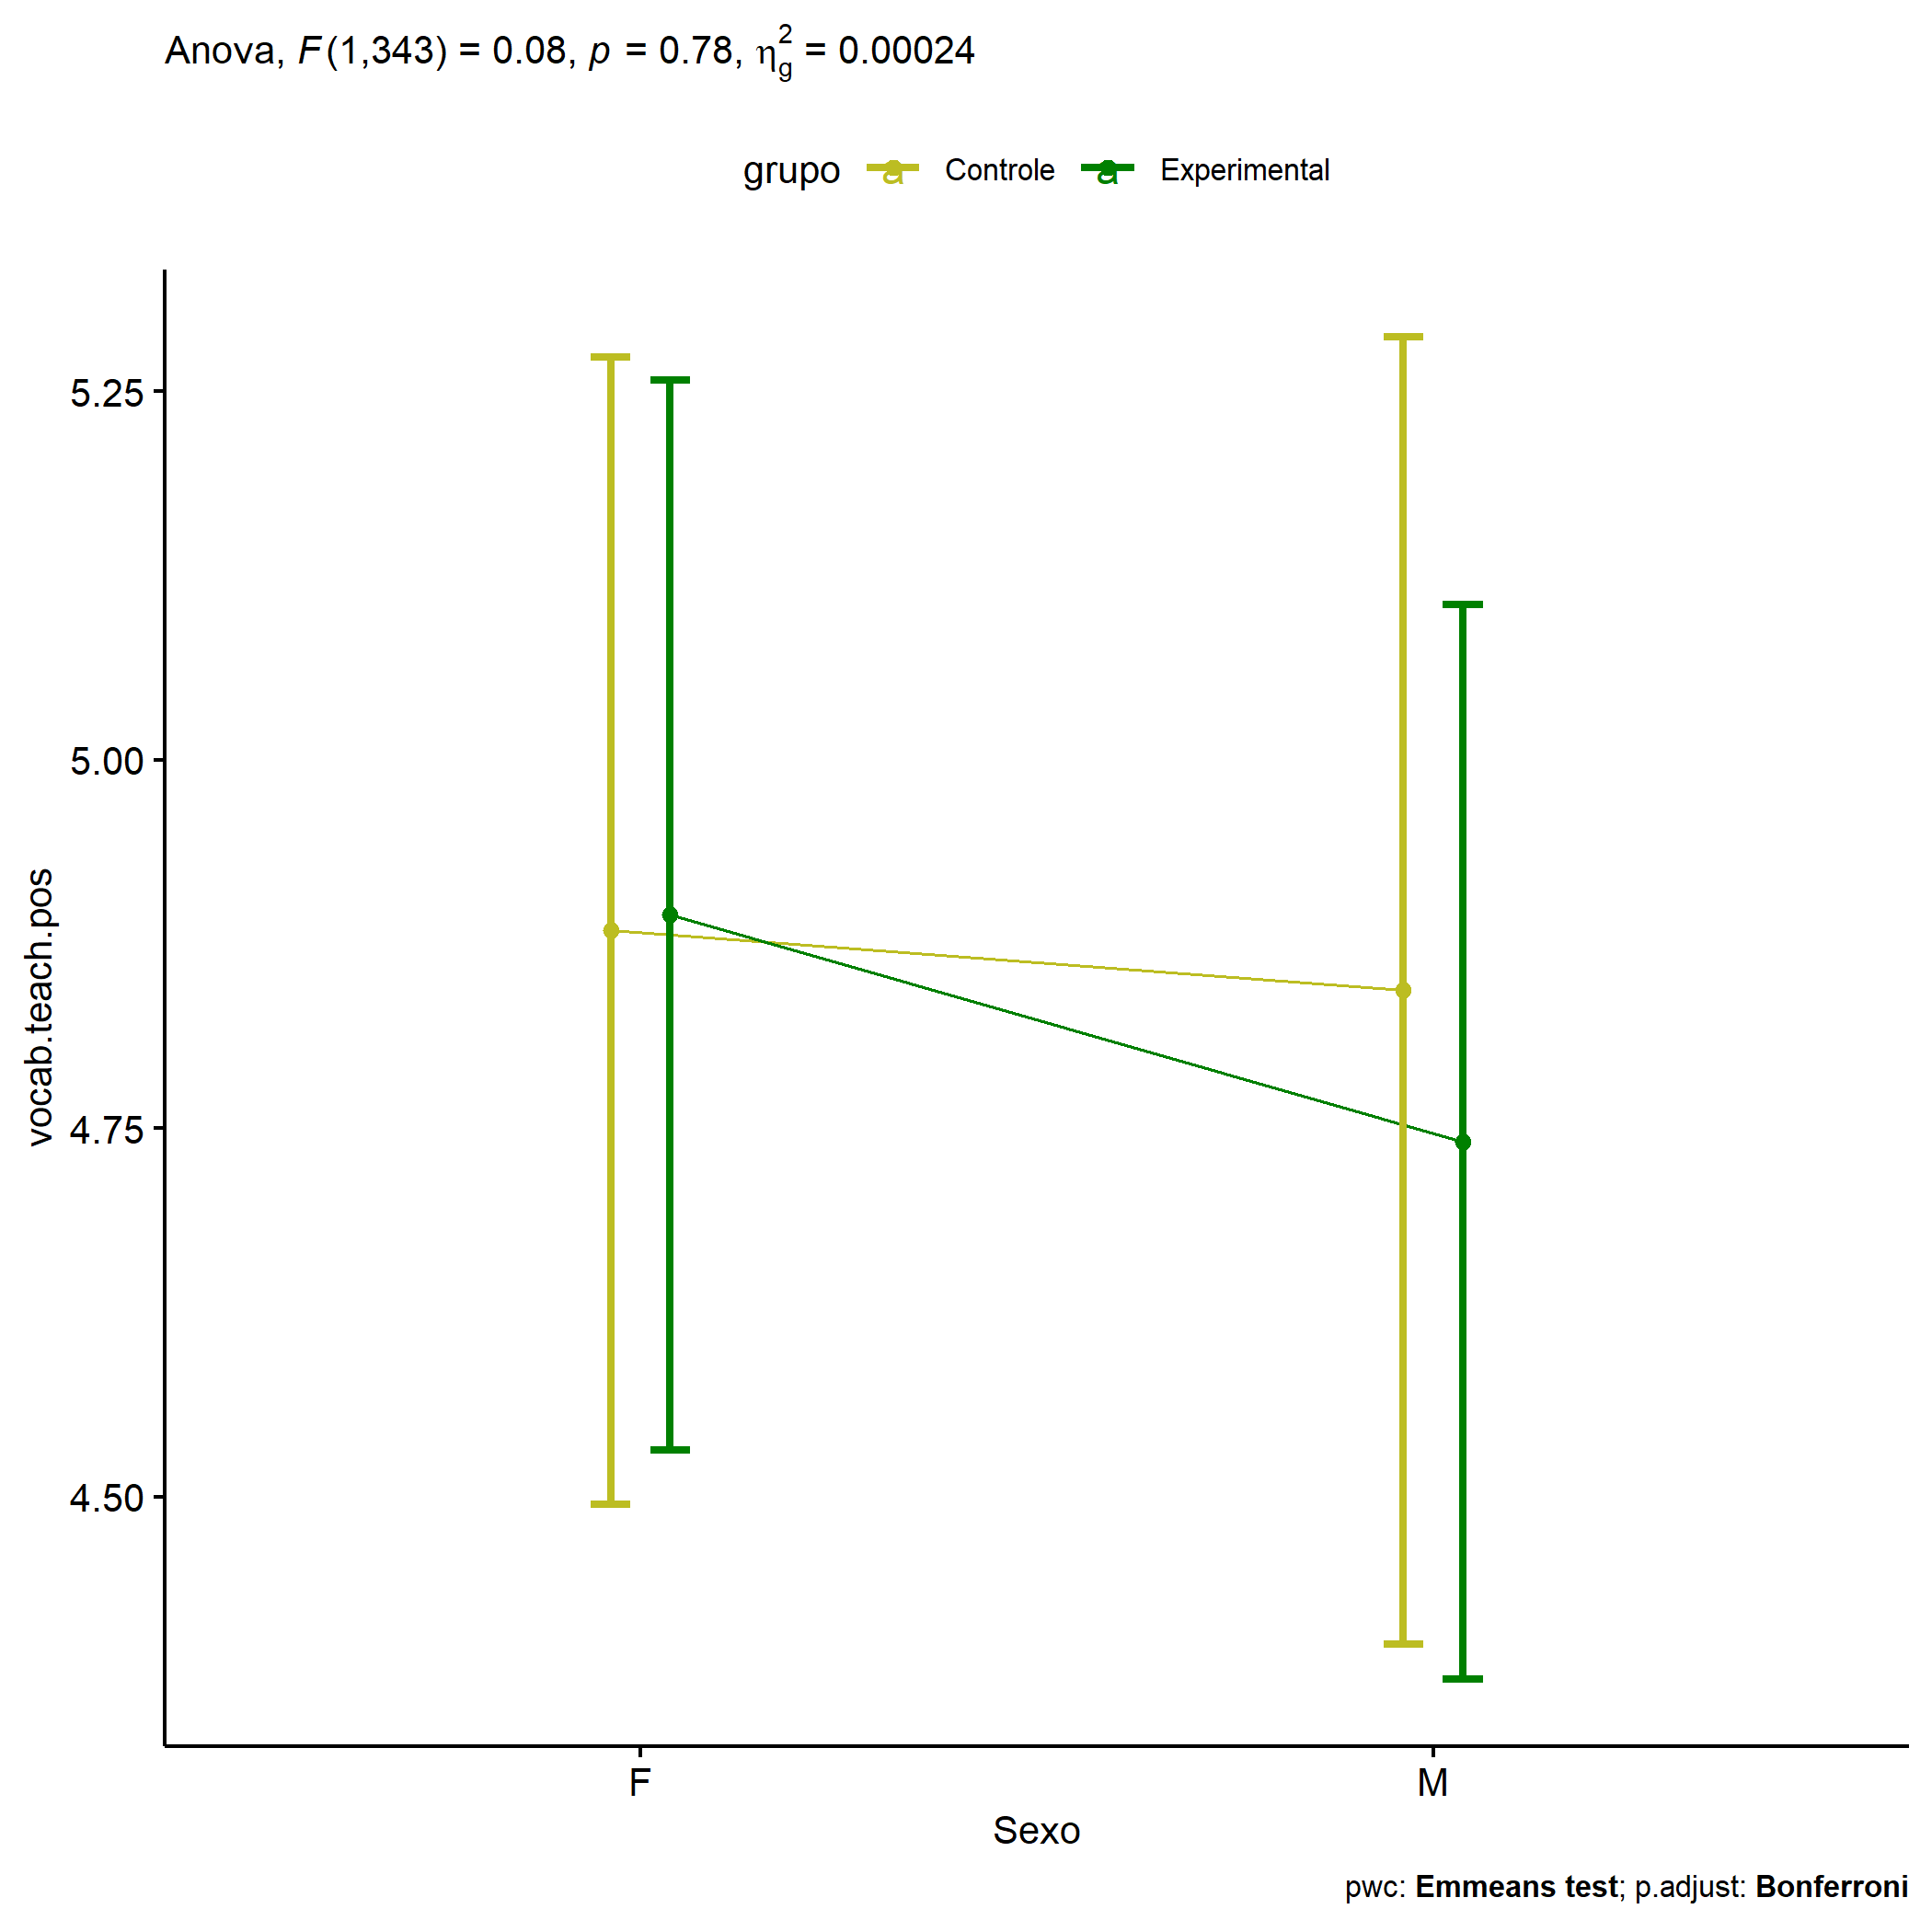 Anova, F(1,343) = 0.08, p = 0.78, η²g = 0.00024
grupo a Controle a Experimental
5.25
5.00
4.75
4.50
vocab.teach.pos
F M
Sexo
pwc: Emmeans test; p.adjust: Bonferroni